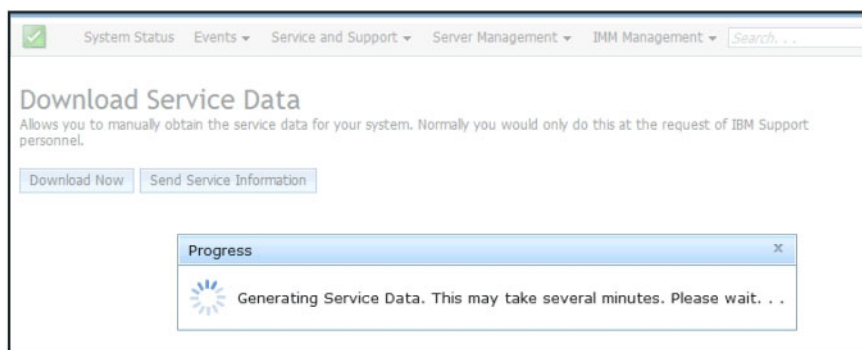 System Status Events Service and Support Server Management IMM Management Search. . .
Download Service Data
Allows you to manually obtain the service data for your system. Normally you would only do this at the request of IBM Support
personnel.
Download Now Send Service Information
Progress x
Generating Service Data. This may take several minutes. Please wait. . .